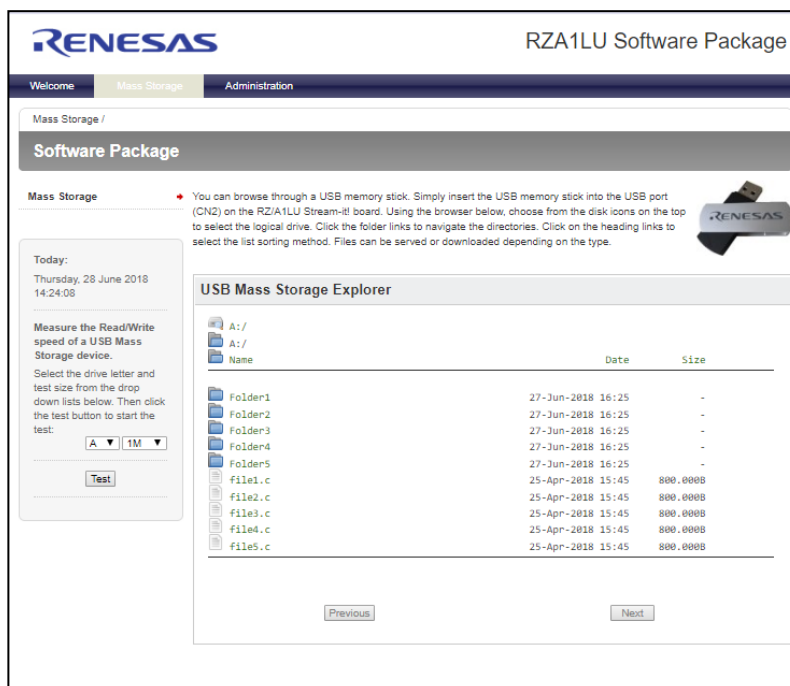 RENESAS
RZA1LU Software Package
Welcome Mass Storage Administration
Mass Storage /
Software Package
Mass Storage
You can browse through a USB memory stick. Simply insert the USB memory stick into the USB port
(CN2) on the RZ/A1LU Stream-it! board. Using the browser below, choose from the disk icons on the top
to select the logical drive. Click the folder links to navigate the directories. Click on the heading links to
select the list sorting method. Files can be served or downloaded depending on the type.
RENESAS
Today:
Thursday, 28 June 2018
14:24:08
Measure the Read/Write
speed of a USB Mass
Storage device.
Select the drive letter and
test size from the drop
down lists below. Then click
the test button to start the
test:
A 1M
Test
USB Mass Storage Explorer
A:/
A:/
Name Date Size
Folder1 27-Jun-2018 16:25 -
Folder2 27-Jun-2018 16:25 -
Folder3 27-Jun-2018 16:25 -
Folder4 27-Jun-2018 16:25 -
Folder5 27-Jun-2018 16:25 -
file1.c 25-Apr-2018 15:45 800.000B
file2.c 25-Apr-2018 15:45 800.000B
file3.c 25-Apr-2018 15:45 800.000B
file4.c 25-Apr-2018 15:45 800.000B
file5.c 25-Apr-2018 15:45 800.000B
Previous Next